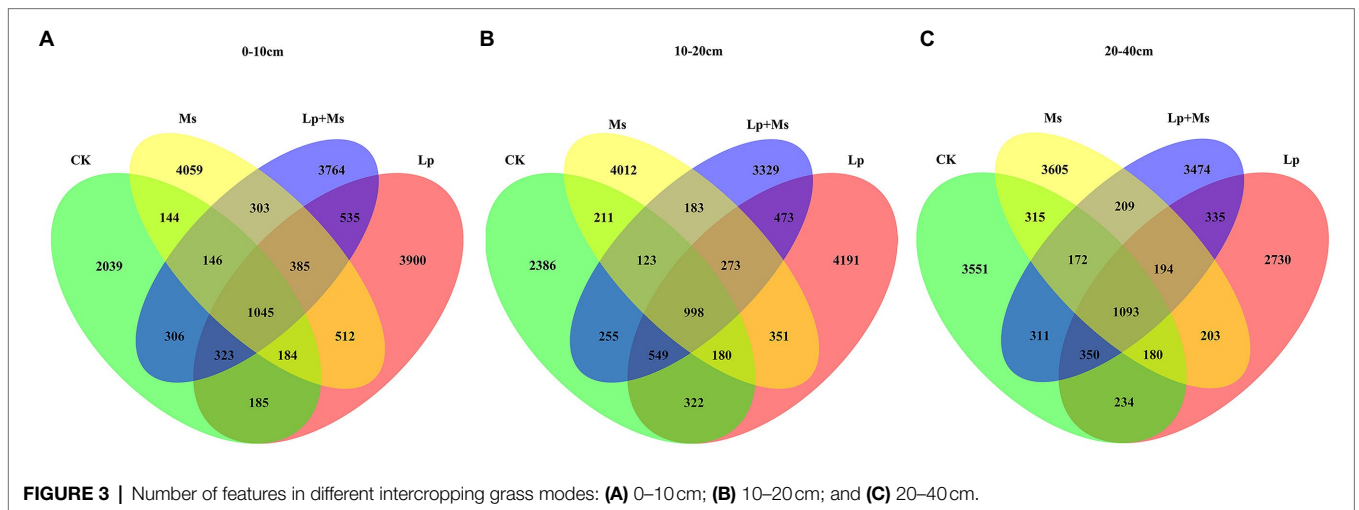 A
0-10cm
CK
Ms
Lp+Ms
Lp
4059
3764
303
144
535
2039
146
385
3900
1045
306
323
184
512
185
B
10-20cm
CK
Ms
Lp+Ms
Lp
4012
3329
183
211
473
2386
123
273
4191
998
255
549
180
351
322
C
20-40cm
CK
Ms
Lp+Ms
Lp
3605
3474
209
315
335
3551
172
194
2730
1093
311
350
180
203
234
FIGURE 3 | Number of features in different intercropping grass modes: (A) 0–10 cm; (B) 10–20 cm; and (C) 20–40 cm.